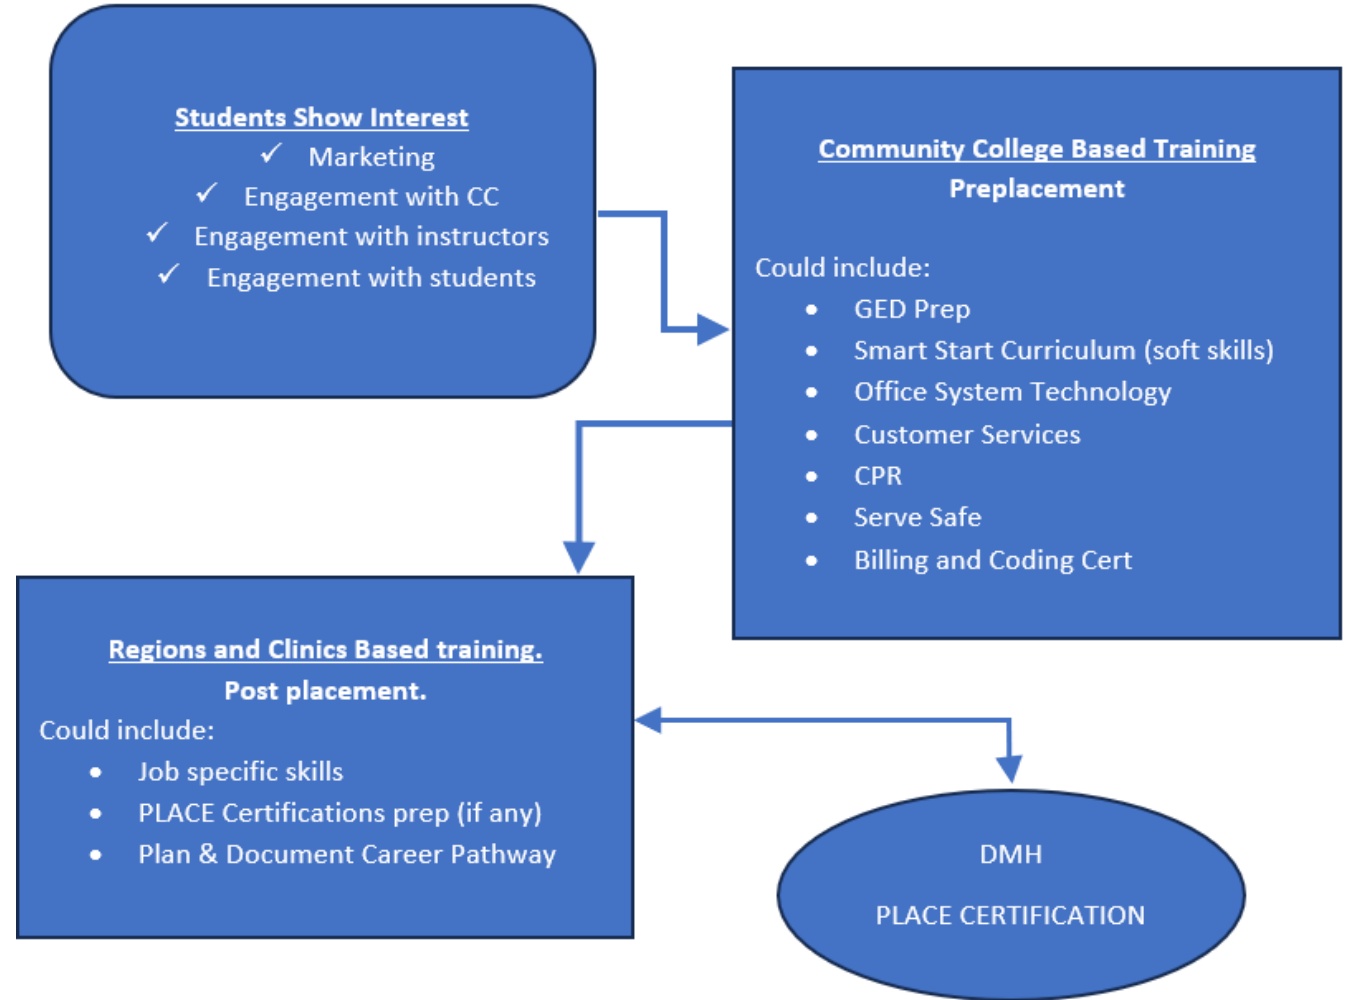 Students Show Interest
✓ Marketing
✓ Engagement with CC
✓ Engagement with instructors
✓ Engagement with students
Community College Based Training
Preplacement
Could include:
• GED Prep
• Smart Start Curriculum (soft skills)
• Office System Technology
• Customer Services
• CPR
• Serve Safe
• Billing and Coding Cert
Regions and Clinics Based training.
Post placement.
Could include:
• Job specific skills
• PLACE Certifications prep (if any)
• Plan & Document Career Pathway
DMH
PLACE CERTIFICATION